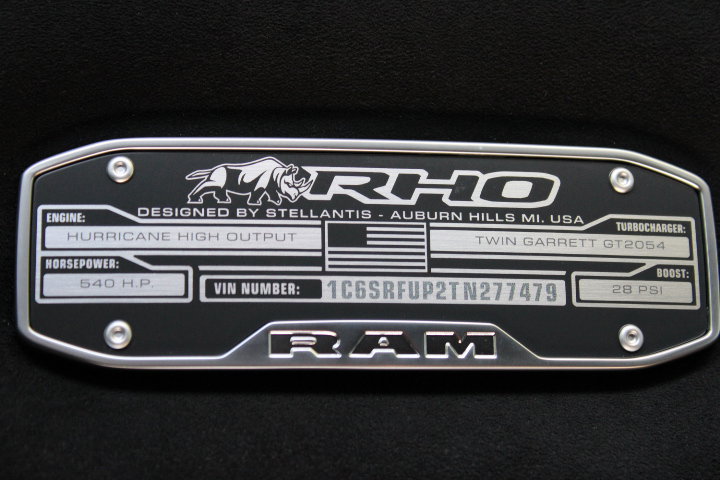 RHO
DESIGNED BY STELLANTIS - AUBURN HILLS MI. USA
ENGINE:
HURRICANE HIGH OUTPUT
TURBOCHARGER:
TWIN GARRETT GT2054
HORSEPOWER:
540 H.P.
VIN NUMBER: 1C6SRFUP2TN277479
BOOST:
28 PSI
RAM